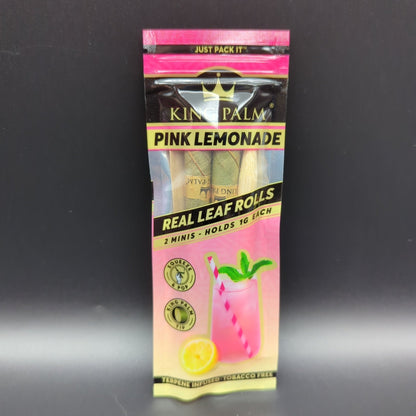 JUST PACK IT™
KING PALM®
PINK LEMONADE
REAL LEAF ROLLS
2 MINIS - HOLDS 1G EACH
SQUEEZE
& POP
KING PALM
TIP
TERPENE INFUSED TOBACCO FREE